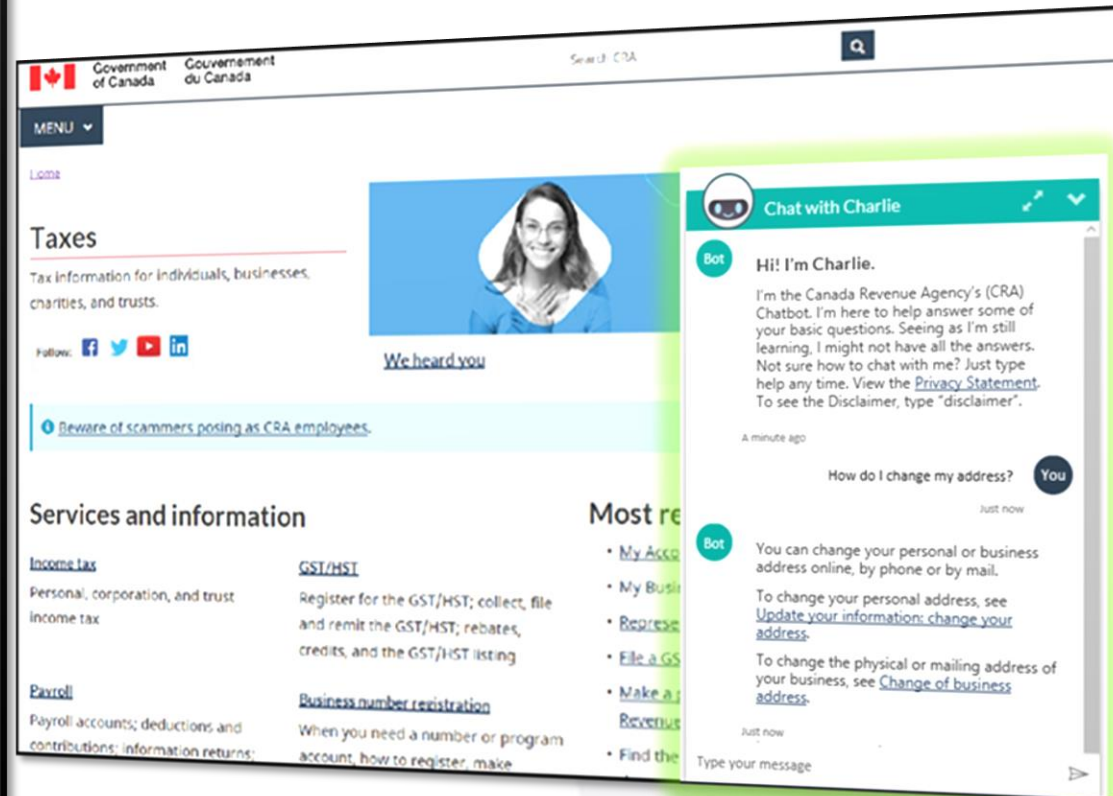 Government
of Canada
Gouvernement
du Canada
Search CRA
MENU
Home
Taxes
Tax information for individuals, businesses,
charities, and trusts.
Follow:
We heard you
Beware of scammers posing as CRA employees.
Services and information
Income tax
Personal, corporation, and trust
income tax
GST/HST
Register for the GST/HST; collect, file
and remit the GST/HST; rebates,
credits, and the GST/HST listing
Payroll
Payroll accounts; deductions and
contributions; information returns;
Business number registration
When you need a number or program
account, how to register, make
Most re
My Acco
My Busi
Represe
File a GS
Make a
Revenue
Find the
Chat with Charlie
Bot
Hi! I'm Charlie.
I'm the Canada Revenue Agency's (CRA)
Chatbot. I'm here to help answer some of
your basic questions. Seeing as I'm still
learning, I might not have all the answers.
Not sure how to chat with me? Just type
help any time. View the Privacy Statement.
To see the Disclaimer, type "disclaimer".
A minute ago
How do I change my address?
You
Just now
Bot
You can change your personal or business
address online, by phone or by mail.
To change your personal address, see
Update your information: change your
address.
To change the physical or mailing address of
your business, see Change of business
address.
Just now
Type your message